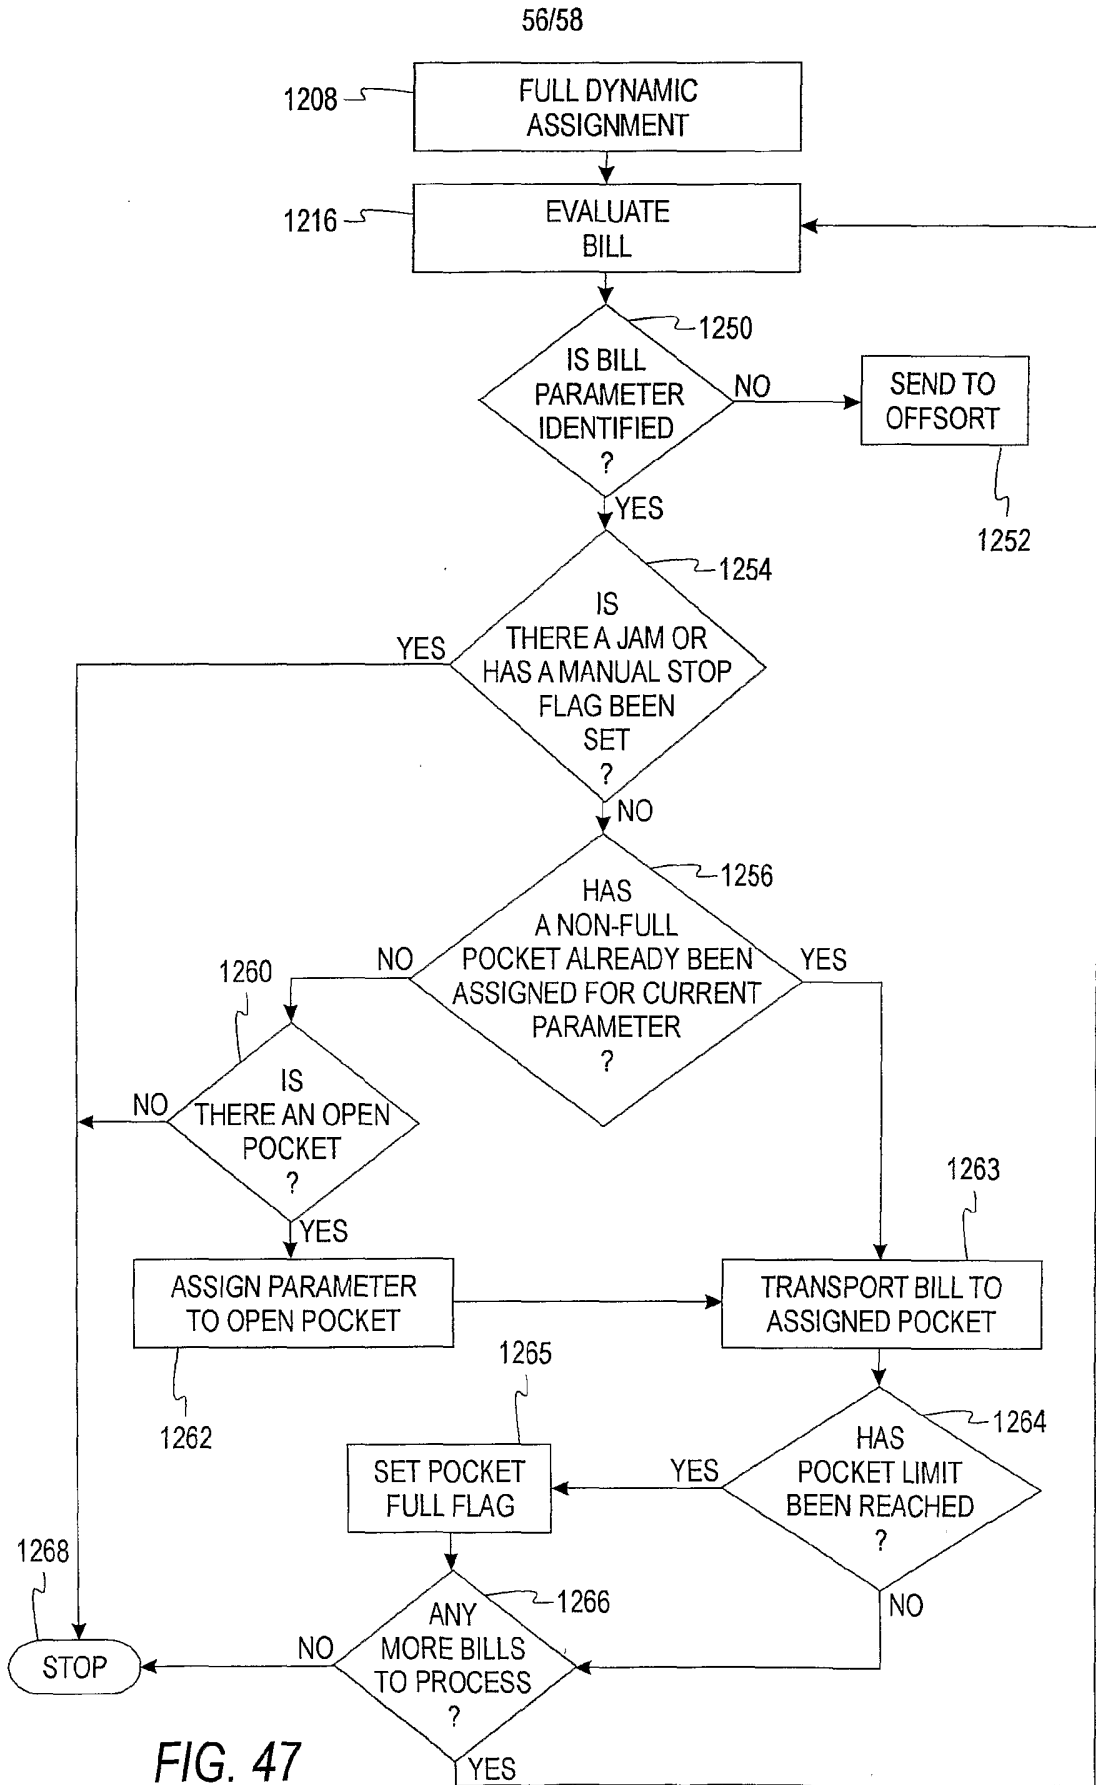 56/58
1208
FULL DYNAMIC
ASSIGNMENT
1216
EVALUATE
BILL
1250
IS BILL
PARAMETER
IDENTIFIED
?
NO
SEND TO
OFFSORT
1252
YES
1254
IS
THERE A JAM OR
HAS A MANUAL STOP
FLAG BEEN
SET
?
YES
NO
1256
HAS
A NON-FULL
POCKET ALREADY BEEN
ASSIGNED FOR CURRENT
PARAMETER
?
NO
YES
1260
IS
THERE AN OPEN
POCKET
?
NO
YES
1263
ASSIGN PARAMETER
TO OPEN POCKET
1262
TRANSPORT BILL TO
ASSIGNED POCKET
1265
1264
HAS
POCKET LIMIT
BEEN REACHED
?
YES
SET POCKET
FULL FLAG
NO
1268
1266
ANY
MORE BILLS
TO PROCESS
?
NO
STOP
YES
FIG. 47